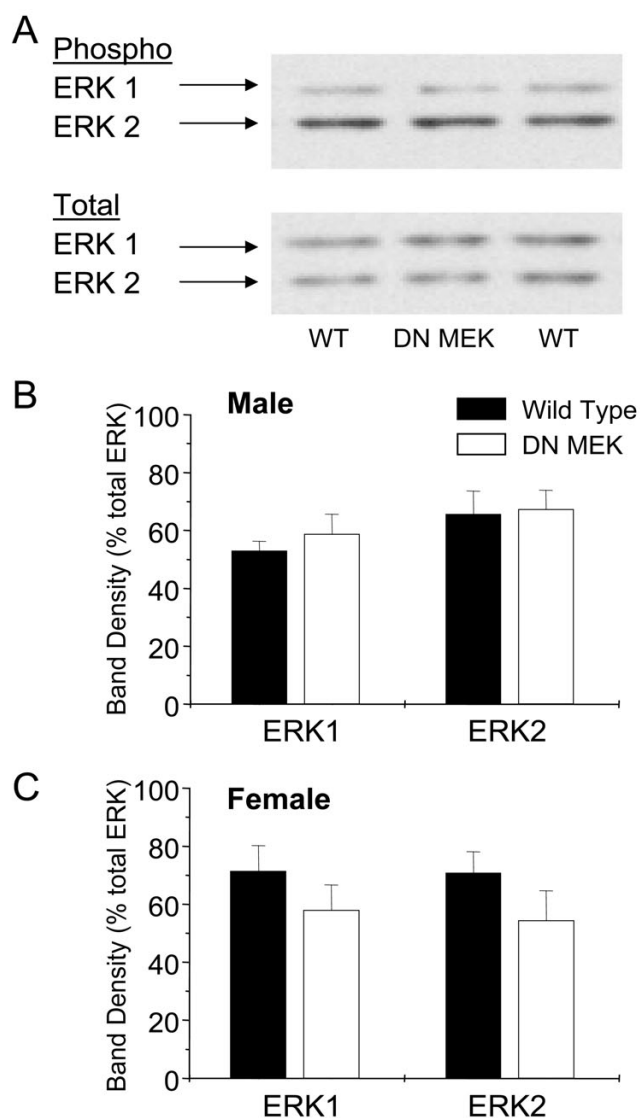 A
Phospho
ERK 1
ERK 2
Total
ERK 1
ERK 2
WT DN MEK WT
B
Male
Wild Type
DN MEK
Band Density (% total ERK)
100
80
60
40
20
0
ERK1 ERK2
C
Female
Band Density (% total ERK)
100
80
60
40
20
0
ERK1 ERK2